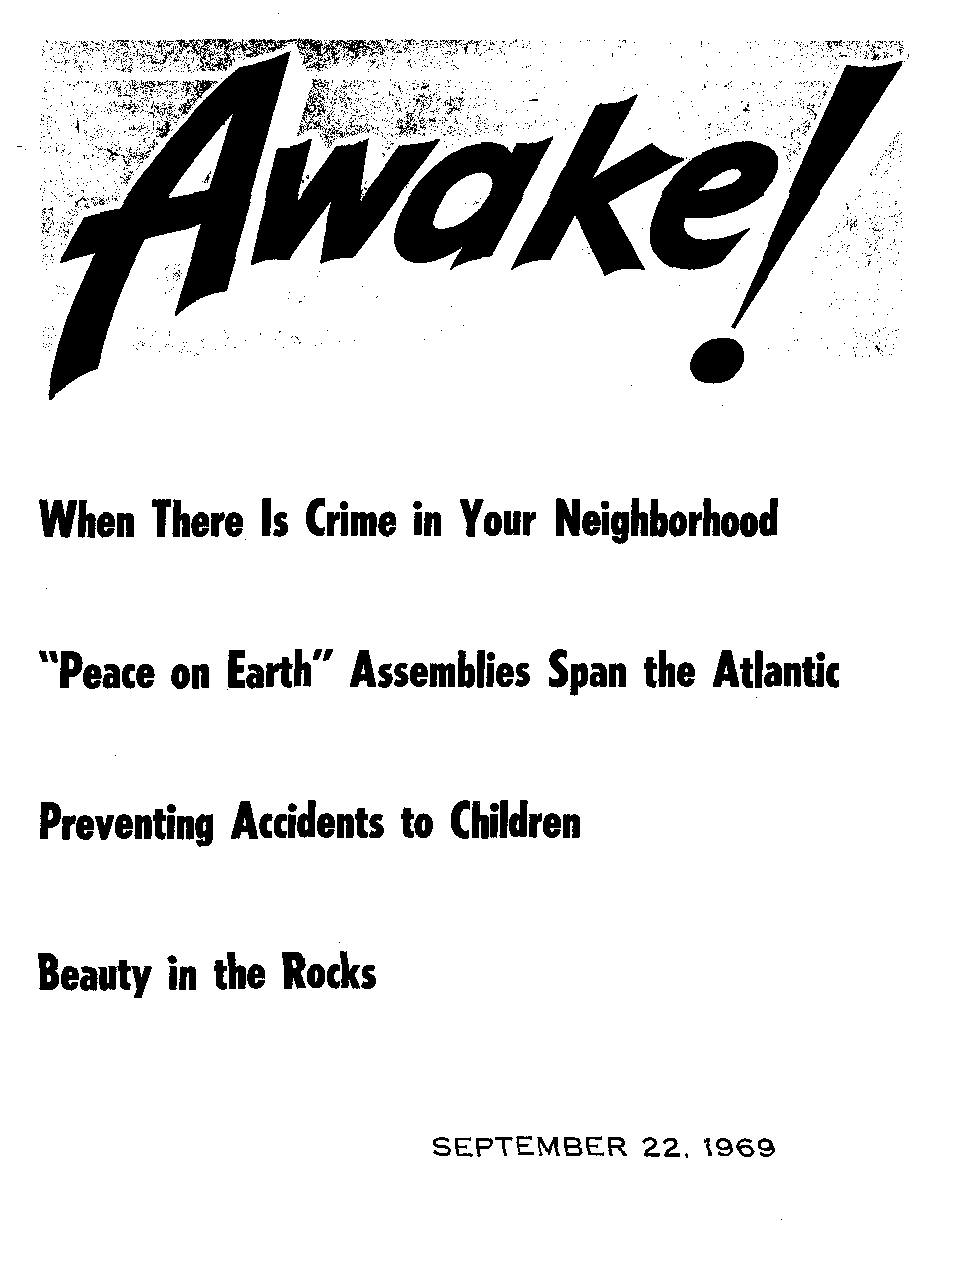 Awake!
When There Is Crime in Your Neighborhood
"Peace on Earth" Assemblies Span the Atlantic
Preventing Accidents to Children
Beauty in the Rocks
SEPTEMBER 22, 1969